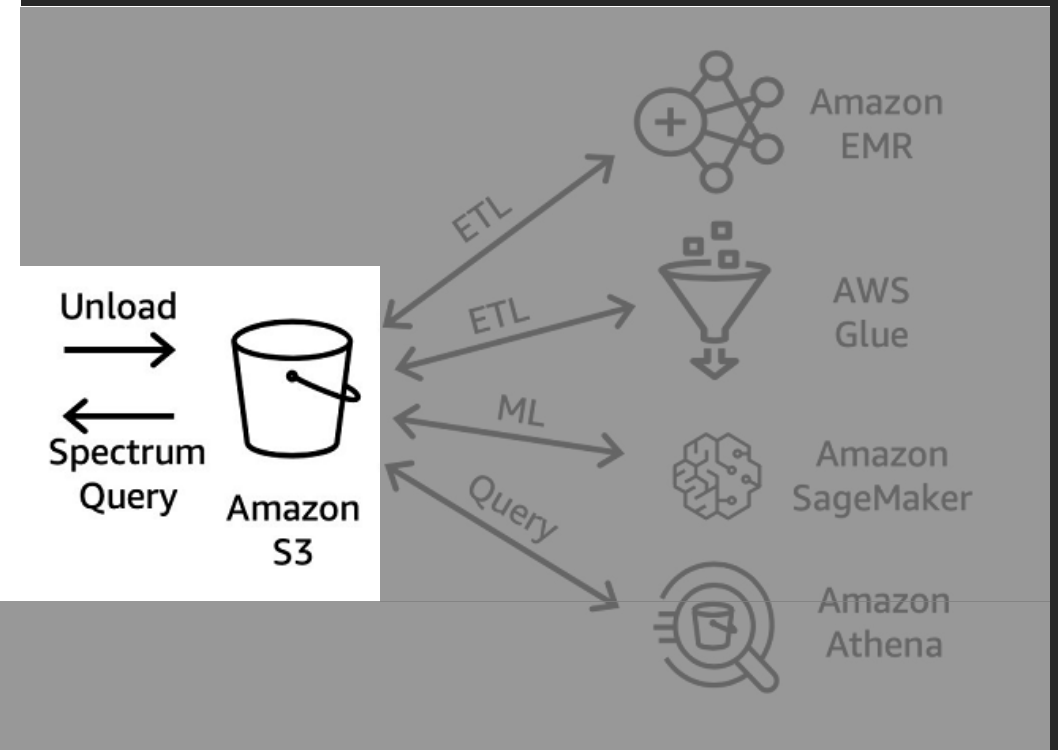 Unload
Spectrum
Query
Amazon
S3
ETL
ETL
ML
Query
Amazon
EMR
AWS
Glue
Amazon
SageMaker
Amazon
Athena